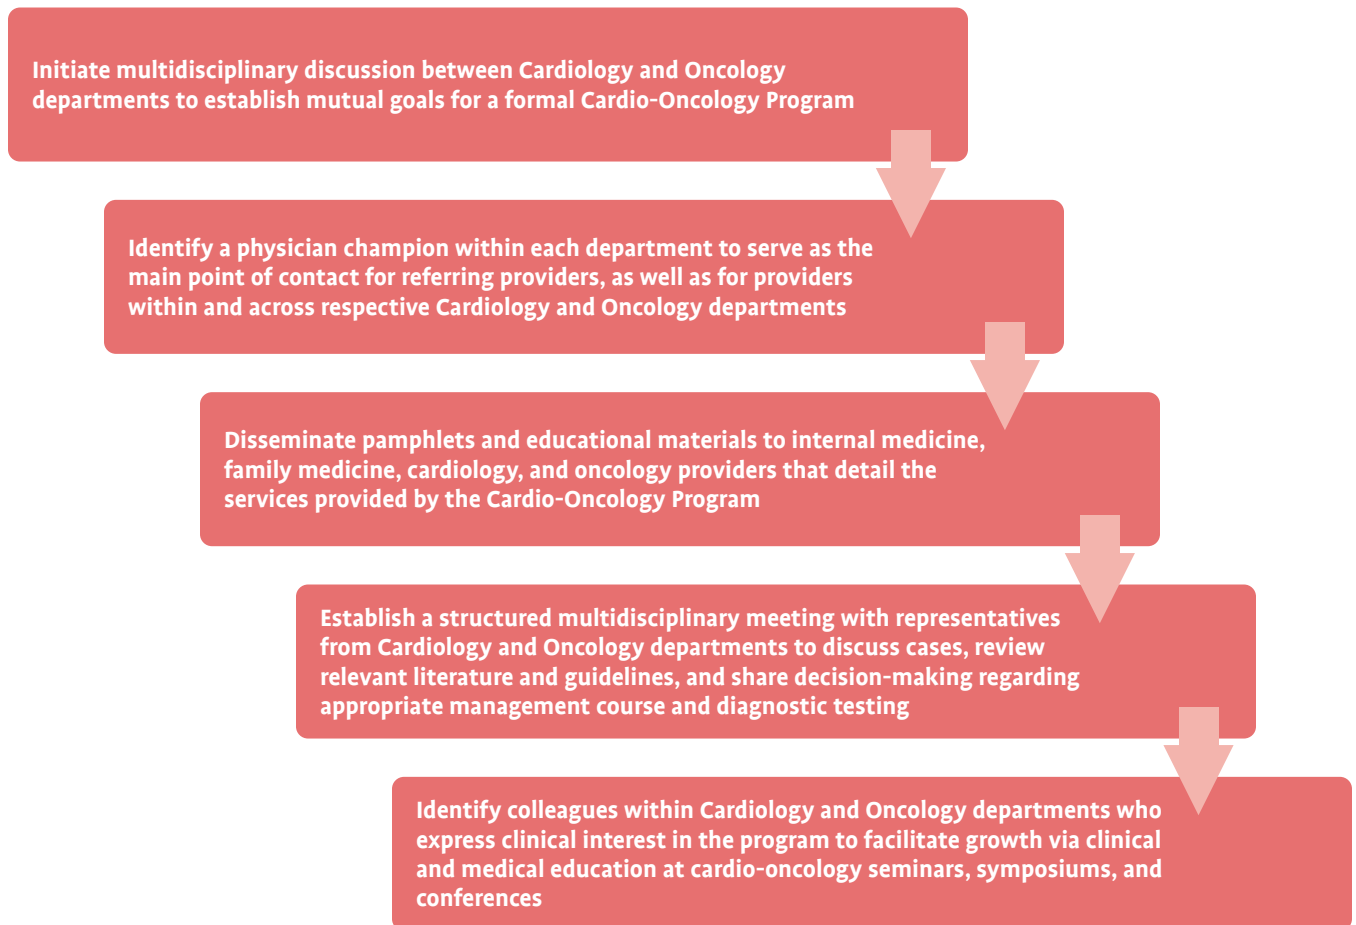 Initiate multidisciplinary discussion between Cardiology and Oncology
departments to establish mutual goals for a formal Cardio-Oncology Program
Identify a physician champion within each department to serve as the
main point of contact for referring providers, as well as for providers
within and across respective Cardiology and Oncology departments
Disseminate pamphlets and educational materials to internal medicine,
family medicine, cardiology, and oncology providers that detail the
services provided by the Cardio-Oncology Program
Establish a structured multidisciplinary meeting with representatives
from Cardiology and Oncology departments to discuss cases, review
relevant literature and guidelines, and share decision-making regarding
appropriate management course and diagnostic testing
Identify colleagues within Cardiology and Oncology departments who
express clinical interest in the program to facilitate growth via clinical
and medical education at cardio-oncology seminars, symposiums, and
conferences